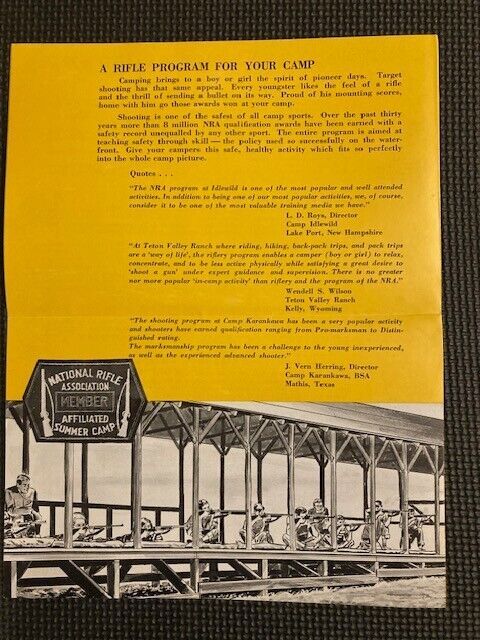 A RIFLE PROGRAM FOR YOUR CAMP
Camping brings to a boy or girl the spirit of pioneer days. Target
shooting has that same appeal. Every youngster likes the feel of a rifle
and the thrill of sending a bullet on its way. Proud of his mounting scores,
home with him go those awards won at your camp.
Shooting is one of the safest of all camp sports. Over the past thirty
years more than 8 million NRA qualification awards have been earned with a
safety record unequalled by any other sport. The entire program is aimed at
teaching safety through skill — the policy used so successfully on the water-
front. Give your campers this safe, healthy activity which fits so perfectly
into the whole camp picture.
Quotes . . .
"The NRA program at Idlewild is one of the most popular and well attended
activities. In addition to being one of our most popular activities, we, of course,
consider it to be one of the most valuable training media we have."
L. D. Roys, Director
Camp Idlewild
Lake Port, New Hampshire
"At Teton Valley Ranch where riding, hiking, back-pack trips, and pack trips
are a 'way of life', the riflery program enables a camper (boy or girl) to relax,
concentrate, and to be less active physically while satisfying a great desire to
'shoot a gun' under expert guidance and supervision. There is no greater
nor more popular 'in-camp activity' than riflery and the program of the NRA."
Wendell S. Wilson
Teton Valley Ranch
Kelly, Wyoming
"The shooting program at Camp Karankawa has been a very popular activity
and shooters have earned qualification ranging from Pro-marksman to Distin-
guished rating.
The marksmanship program has been a challenge to the young inexperienced,
as well as the experienced advanced shooter."
J. Vern Herring, Director
Camp Karankawa, BSA
Mathis, Texas
NATIONAL RIFLE
ASSOCIATION
MEMBER
AFFILIATED
SUMMER CAMP